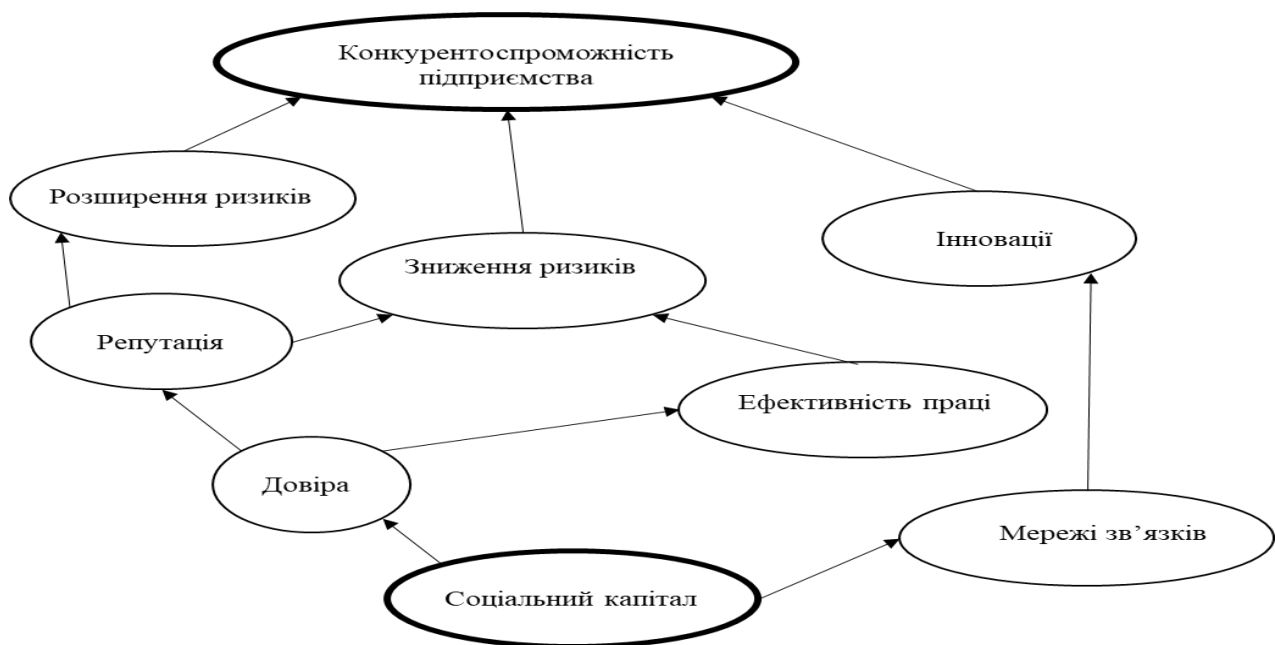 Конкурентоспроможність
підприємства
Розширення ризиків
Інновації
Зниження ризиків
Репутація
Ефективність праці
Довіра
Мережі зв’язків
Соціальний капітал